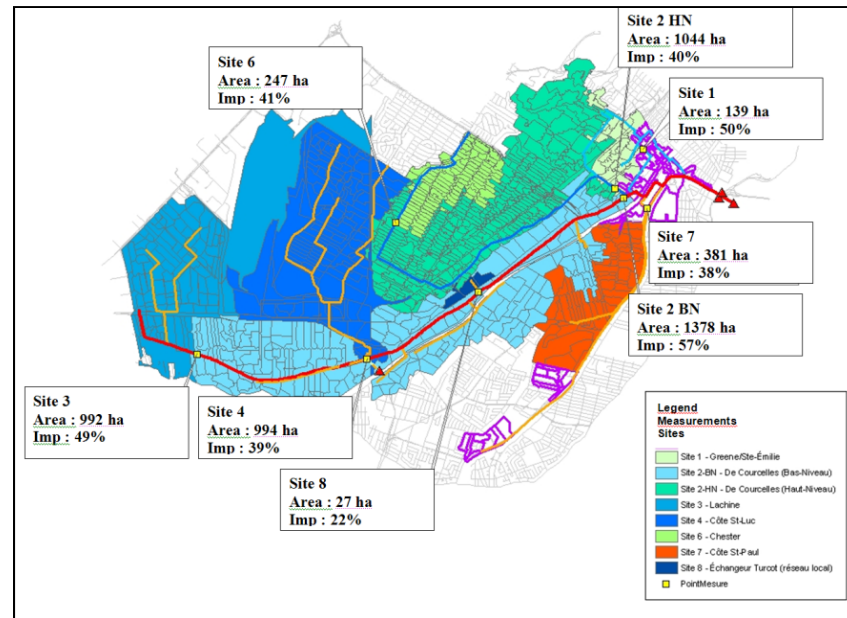 Site 2 HN
Area : 1044 ha
Imp : 40%
Site 6
Area : 247 ha
Imp : 41%
Site 1
Area : 139 ha
Imp : 50%
Site 7
Area : 381 ha
Imp : 38%
Site 2 BN
Area : 1378 ha
Imp : 57%
Site 3
Area : 992 ha
Imp : 49%
Site 4
Area : 994 ha
Imp : 39%
Site 8
Area : 27 ha
Imp : 22%
Legend
Measurements
Sites
Site 1 - Greene/Ste-Émilie
Site 2-BN - De Courcelles (Bas-Niveau)
Site 2-HN - De Courcelles (Haut-Niveau)
Site 3 - Lachine
Site 4 - Côte St-Luc
Site 6 - Chester
Site 7 - Côte St-Paul
Site 8 - Échangeur Turcot (réseau local)
PointMesure